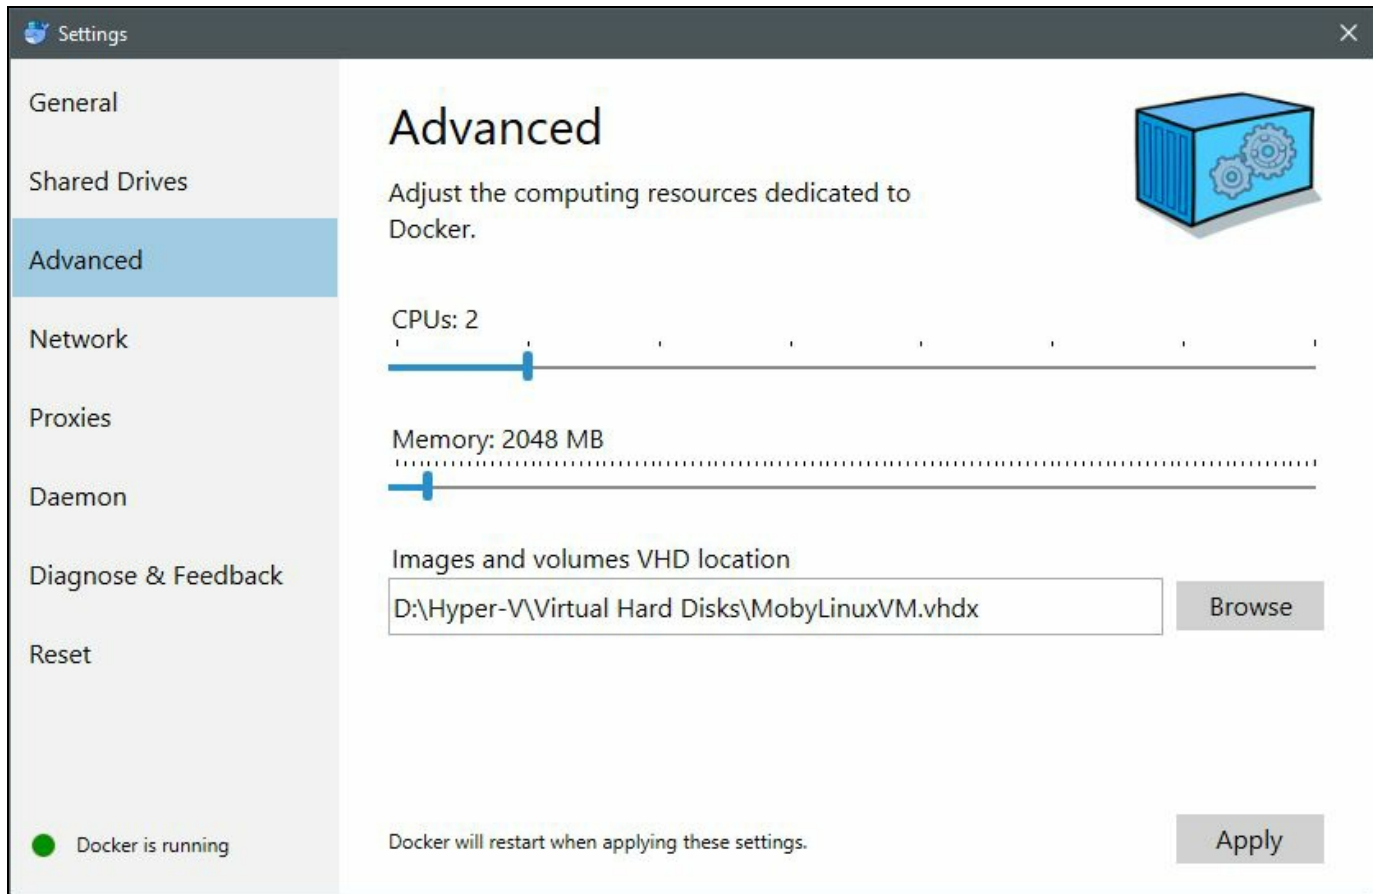 Settings
General
Shared Drives
Advanced
Network
Proxies
Daemon
Diagnose & Feedback
Reset
Docker is running
Advanced
Adjust the computing resources dedicated to
Docker.
CPUs: 2
Memory: 2048 MB
Images and volumes VHD location
D:\Hyper-V\Virtual Hard Disks\MobyLinuxVM.vhdx
Browse
Docker will restart when applying these settings.
Apply